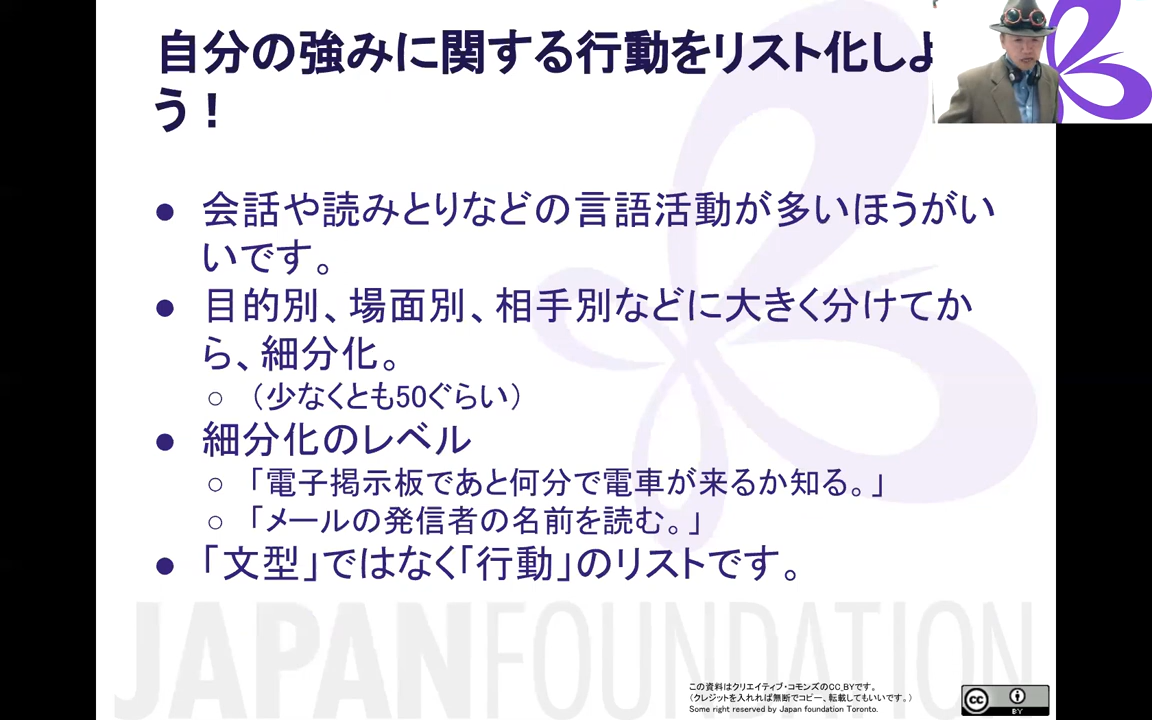 自分の強みに関する行動をリスト化しよ
う！
● 会話や読みとりなどの言語活動が多いほうがい
いです。
● 目的別、場面別、相手別などに大きく分けてか
ら、細分化。
○ （少なくとも50ぐらい）
● 細分化のレベル
○ 「電子掲示板であと何分で電車が来るか知る。」
○ 「メールの発信者の名前を読む。」
● 「文型」ではなく「行動」のリストです。
JAPANFOUNDATION
この資料はクリエイティブ・コモンズのCC_BYです。
（クレジットを入れれば無断でコピー、転載してもいいです。）
Some right reserved by Japan foundation Toronto.
cc
BY